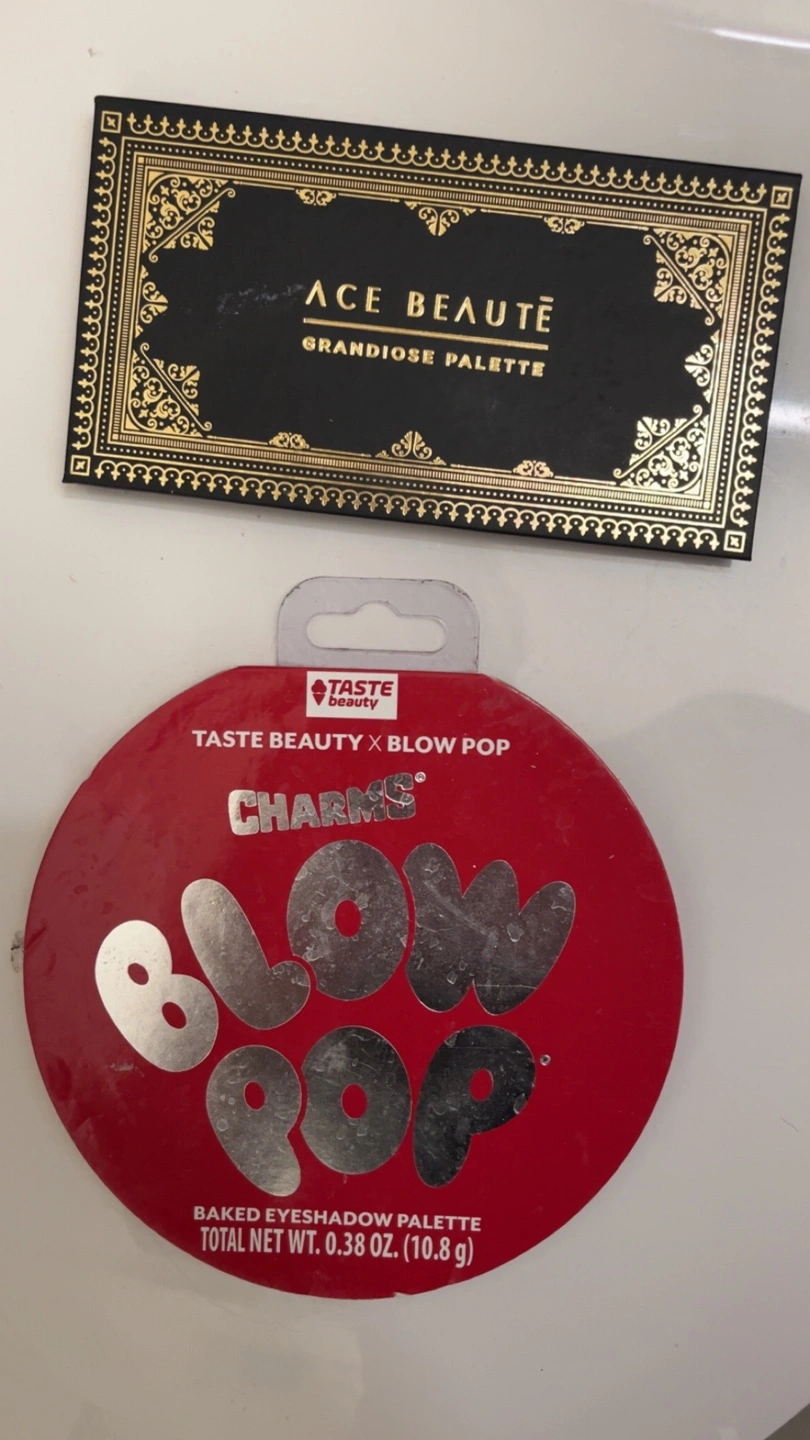 ACE BEAUTĒ
GRANDIOSE PALETTE
TASTE
beauty
TASTE BEAUTY X BLOW POP
CHARMS®
BLOW
POP®
BAKED EYESHADOW PALETTE
TOTAL NET WT. 0.38 OZ. (10.8 g)